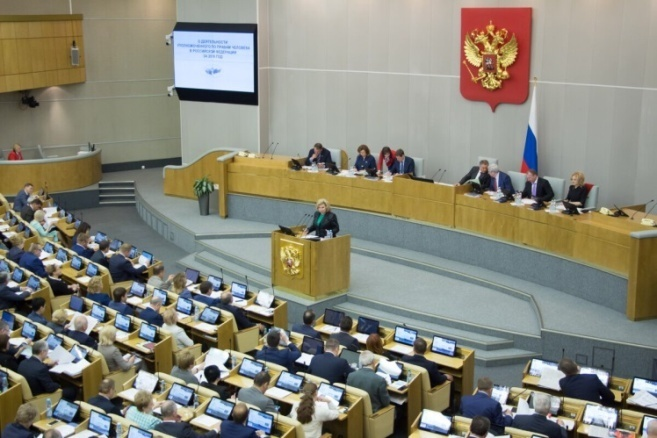 О ДЕЯТЕЛЬНОСТИ
УПОЛНОМОЧЕННОГО ПО ПРАВАМ ЧЕЛОВЕКА
В РОССИЙСКОЙ ФЕДЕРАЦИИ